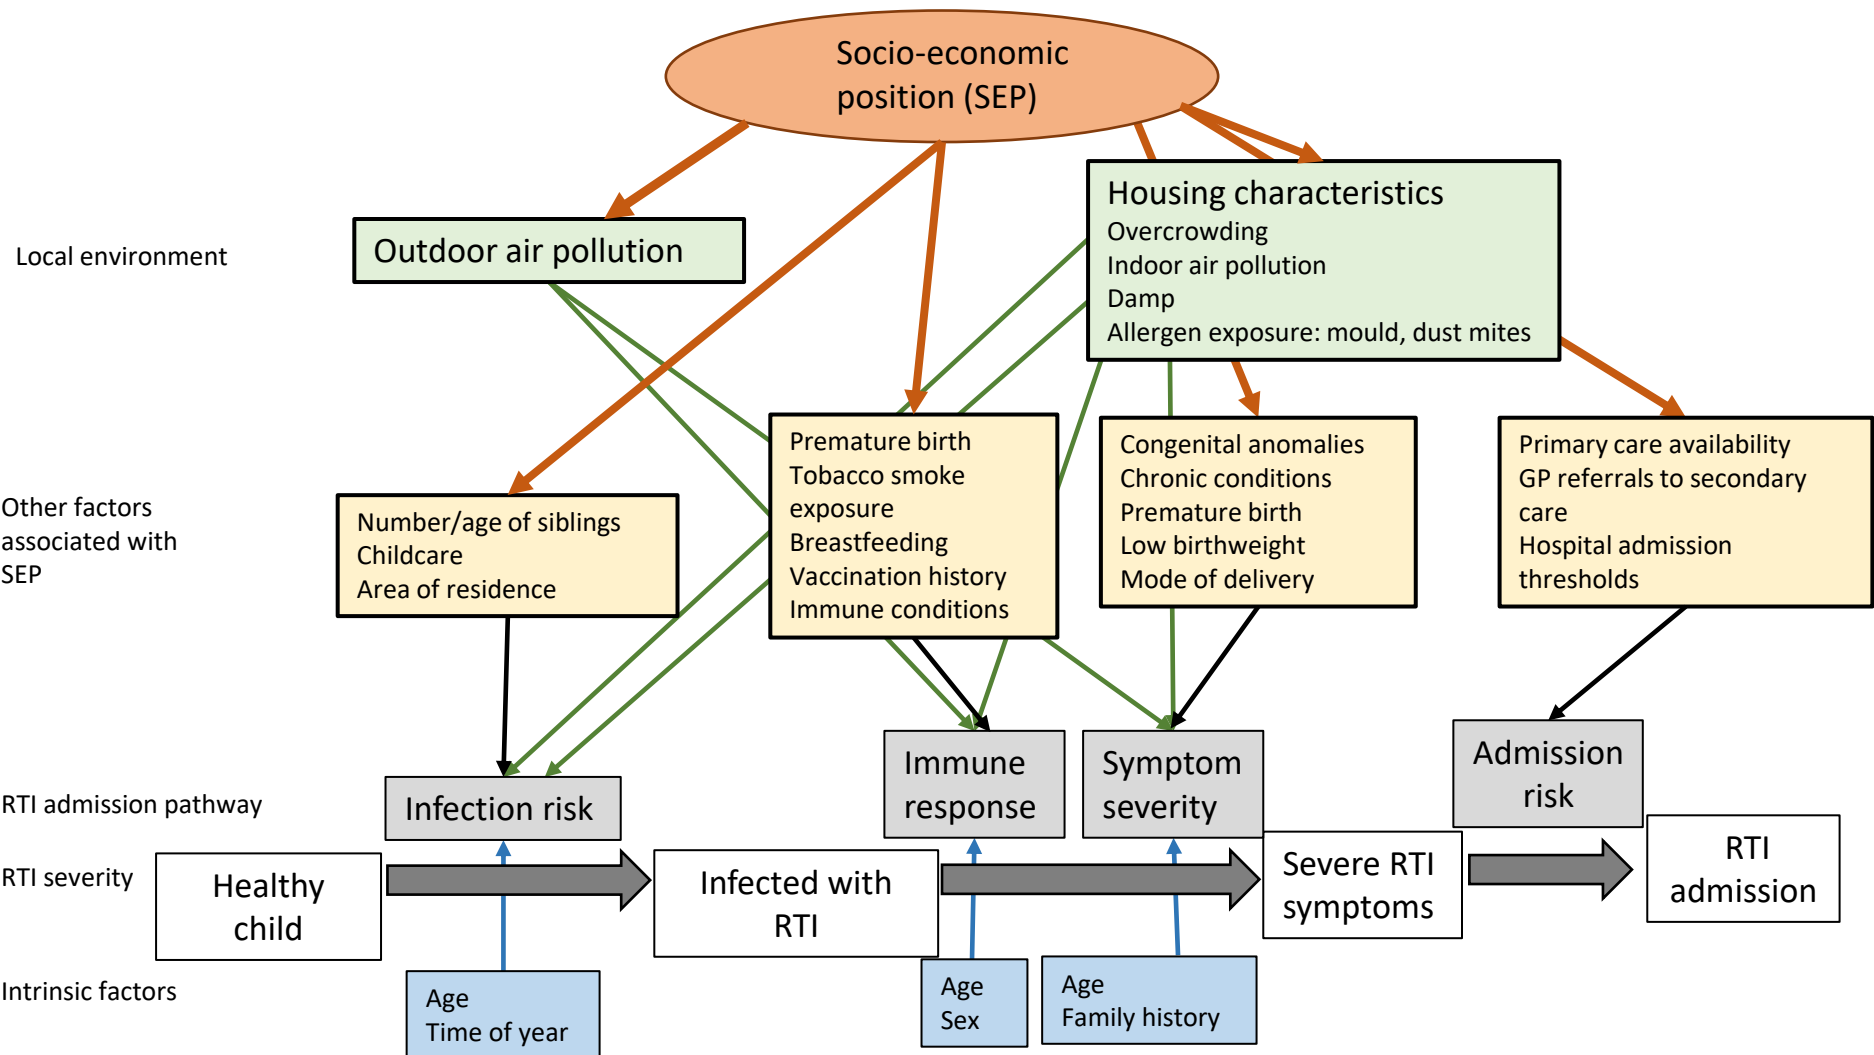 Socio-economic
position (SEP)
Local environment
Outdoor air pollution
Housing characteristics
Overcrowding
Indoor air pollution
Damp
Allergen exposure: mould, dust mites
Other factors
associated with
SEP
Number/age of siblings
Childcare
Area of residence
Premature birth
Tobacco smoke
exposure
Breastfeeding
Vaccination history
Immune conditions
Congenital anomalies
Chronic conditions
Premature birth
Low birthweight
Mode of delivery
Primary care availability
GP referrals to secondary
care
Hospital admission
thresholds
RTI admission pathway
Infection risk
Immune
response
Symptom
severity
Admission
risk
RTI severity
Healthy
child
Infected with
RTI
Severe RTI
symptoms
RTI
admission
Intrinsic factors
Age
Time of year
Age
Sex
Age
Family history